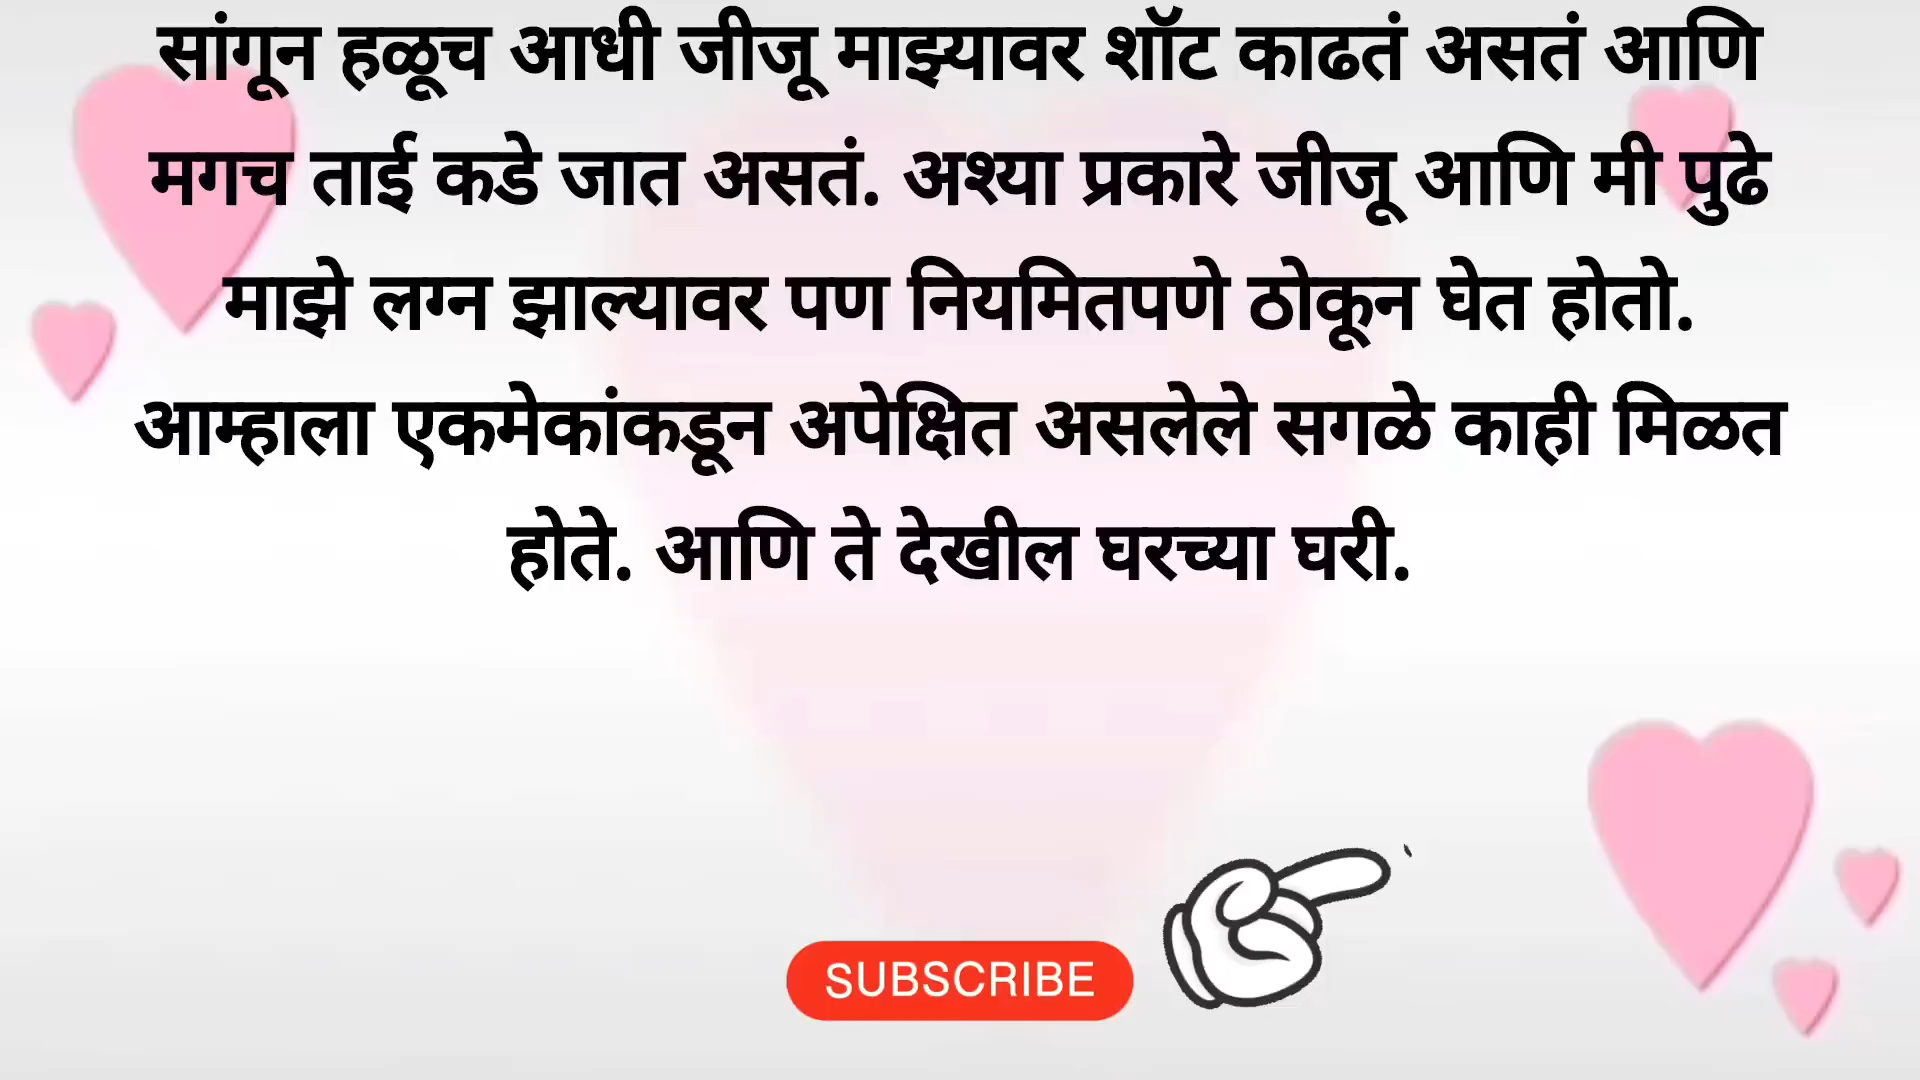 सांगून हळूच आधी जीजू माझ्यावर शॉट काढतं असतं आणि
मगच ताई कडे जात असतं. अश्या प्रकारे जीजू आणि मी पुढे
माझे लग्न झाल्यावर पण नियमितपणे ठोकून घेत होतो.
आम्हाला एकमेकांकडून अपेक्षित असलेले सगळे काही मिळत
होते. आणि ते देखील घरच्या घरी.
SUBSCRIBE